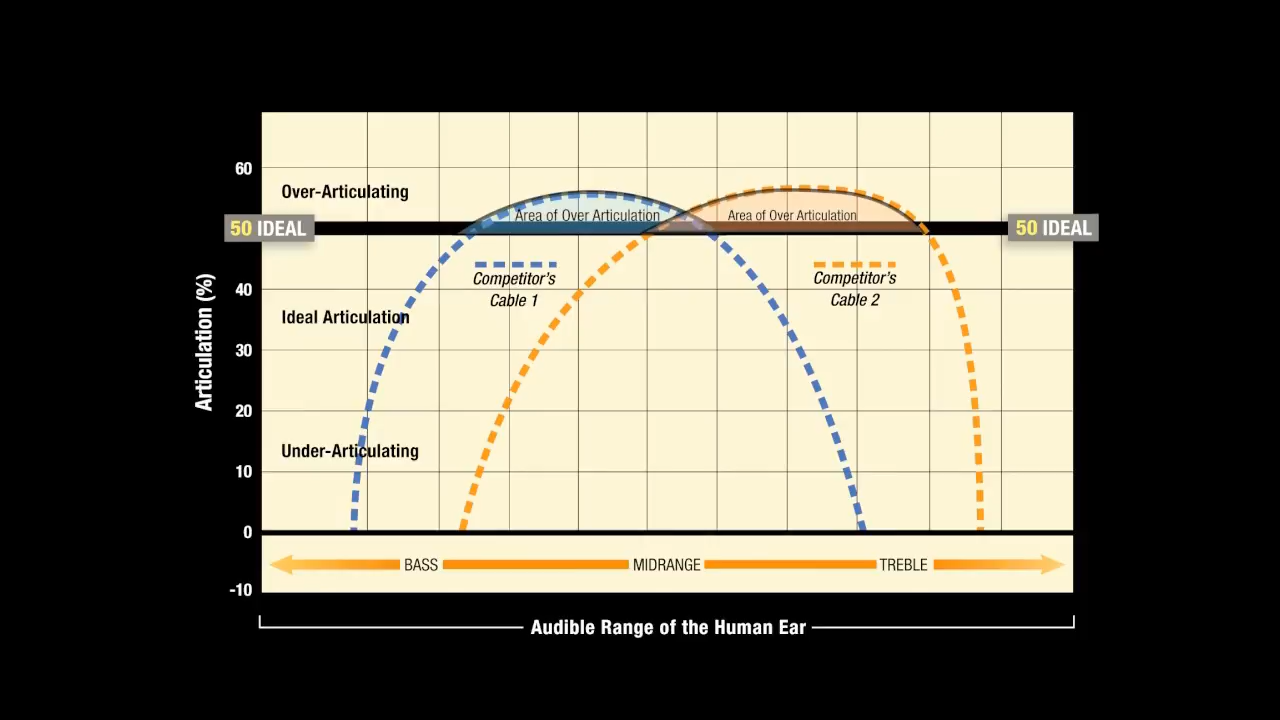 60
Over-Articulating
Area of Over Articulation
Area of Over Articulation
50 IDEAL
50 IDEAL
Competitor's
Cable 1
Competitor's
Cable 2
40
Ideal Articulation
Articulation (%)
30
20
Under-Articulating
10
0
BASS
MIDRANGE
TREBLE
-10
Audible Range of the Human Ear